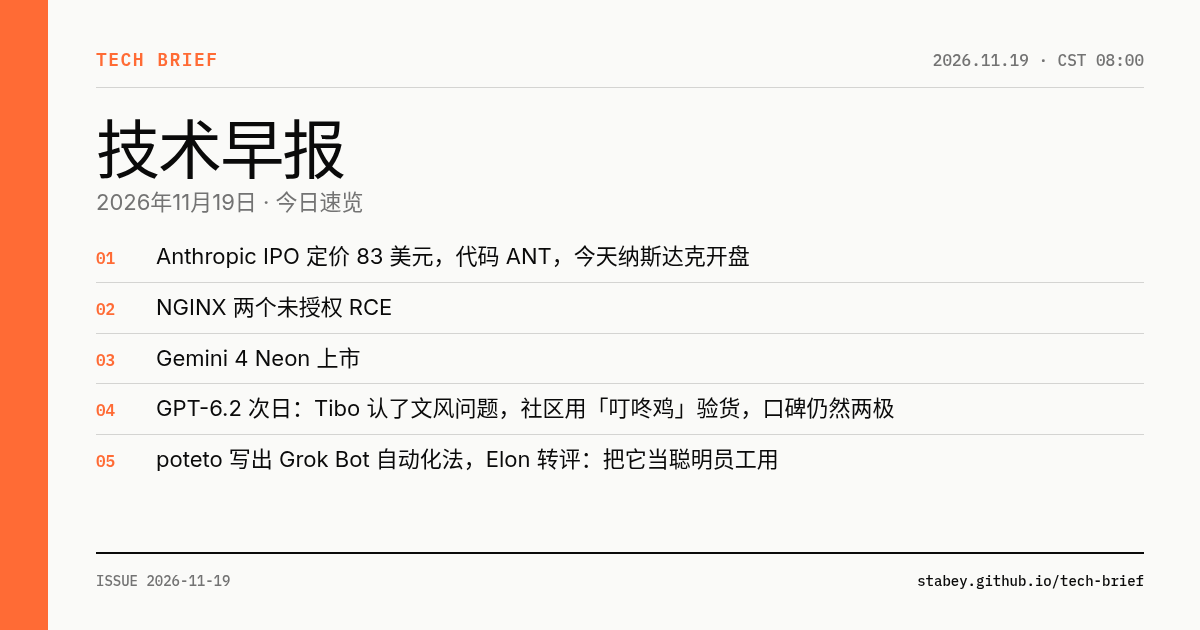 TECH BRIEF
2026.11.19 · CST 08:00
技术早报
2026年11月19日 · 今日速览
01 Anthropic IPO 定价 83 美元，代码 ANT，今天纳斯达克开盘
02 NGINX 两个未授权 RCE
03 Gemini 4 Neon 上市
04 GPT-6.2 次日：Tibo 认了文风问题，社区用「叮咚鸡」验货，口碑仍然两极
05 poteto 写出 Grok Bot 自动化法，Elon 转评：把它当聪明员工用
ISSUE 2026-11-19
stabey.github.io/tech-brief